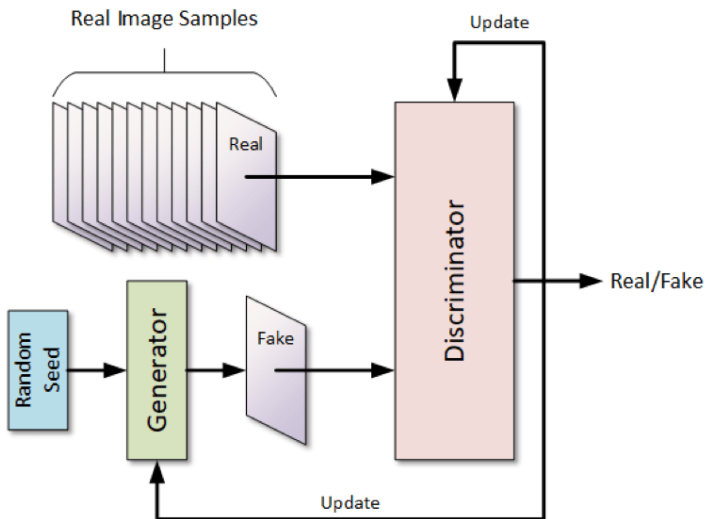 Real Image Samples
Update
Real
Discriminator
Real/Fake
Random
Seed
Generator
Fake
Update